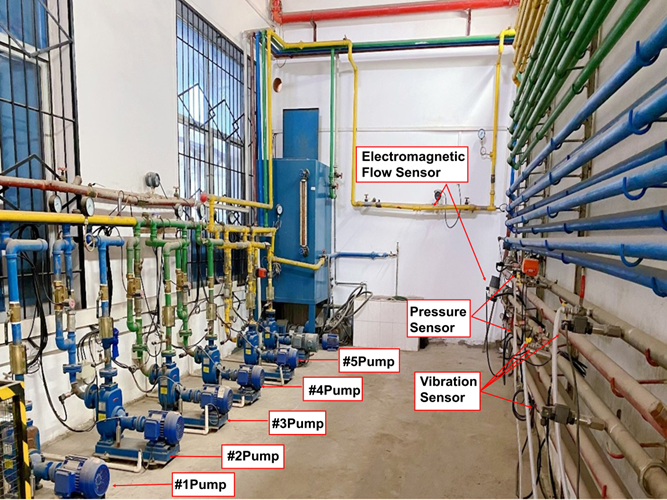 Electromagnetic
Flow Sensor
Pressure
Sensor
Vibration
Sensor
#5Pump
#4Pump
#3Pump
#2Pump
#1Pump